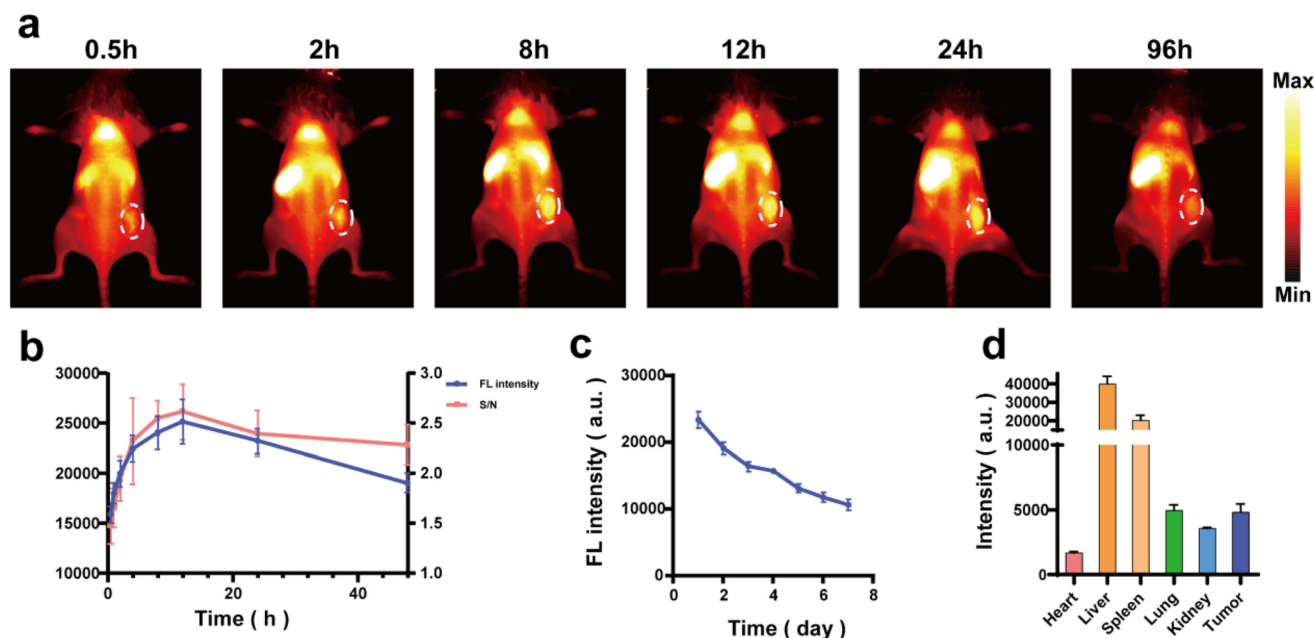 a
0.5h 2h 8h 12h 24h 96h
Max
Min
b
30000
25000
20000
15000
10000
3.0
2.5
2.0
1.5
1.0
FL intensity
S/N
0 20 40
Time ( h )
c
FL intensity ( a.u. )
30000
20000
10000
0
0 2 4 6 8
Time ( day )
d
Intensity ( a.u. )
40000
30000
20000
10000
5000
0
Heart Liver Spleen Lung Kidney Tumor